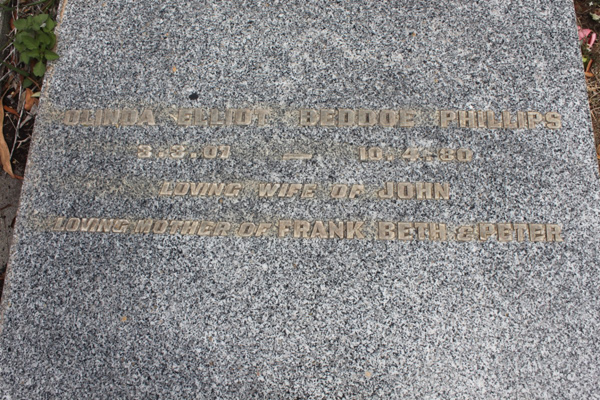 OLINDA ELLIOT BEDDOE PHILLIPS
3.3.01 — 10.4.80
LOVING WIFE OF JOHN
LOVING MOTHER OF FRANK BETH & PETER